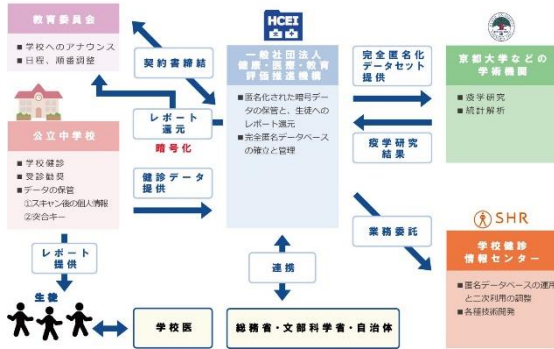 教育委員会
■学校へのアナウンス
■日程、順番調整
契約書締結
HCEI
一般社団法人
健康・医療・教育
評価推進機構
■匿名化された暗号デー
タの保管と、生徒への
レポート還元
■完全匿名データベース
の確立と管理
完全匿名化
データセット
提供
京都大学などの
学術機関
■疫学研究
■統計解析
疫学研究
結果
公立中学校
■学校健診
■受診勧奨
■データの保管
①スキャン後の個人情報
②突合キー
レポート
還元
暗号化
健診データ
提供
業務委託
SHR
学校健診
情報センター
■匿名データベースの運用
と二次利用の調整
■各種技術開発
レポート
提供
連携
生徒
学校医
総務省・文部科学省・自治体